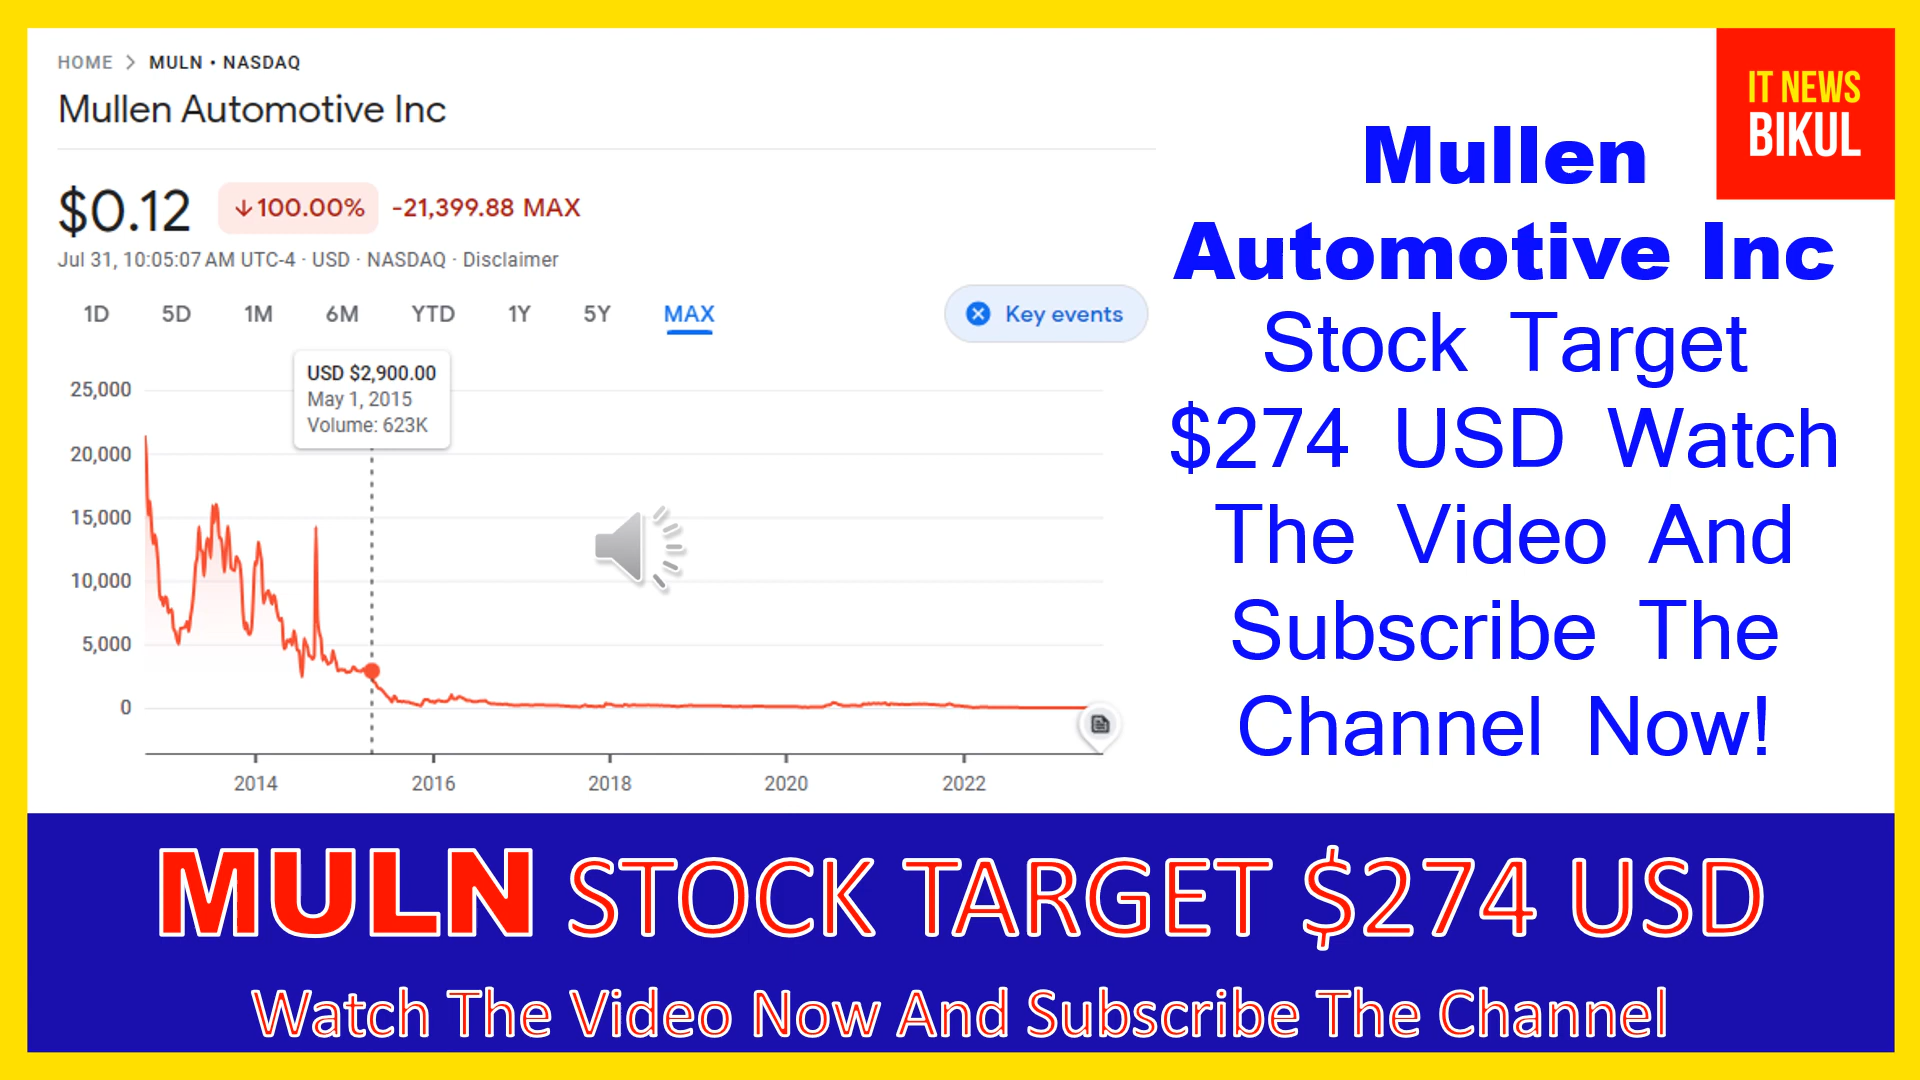 HOME > MULN • NASDAQ
Mullen Automotive Inc
$0.12 ↓100.00% -21,399.88 MAX
Jul 31, 10:05:07 AM UTC-4 · USD · NASDAQ · Disclaimer
1D 5D 1M 6M YTD 1Y 5Y MAX
Key events
USD $2,900.00
May 1, 2015
Volume: 623K
25,000
20,000
15,000
10,000
5,000
0
2014 2016 2018 2020 2022
IT NEWS
BIKUL
Mullen
Automotive Inc
Stock Target
$274 USD Watch
The Video And
Subscribe The
Channel Now!
MULN STOCK TARGET $274 USD
Watch The Video Now And Subscribe The Channel